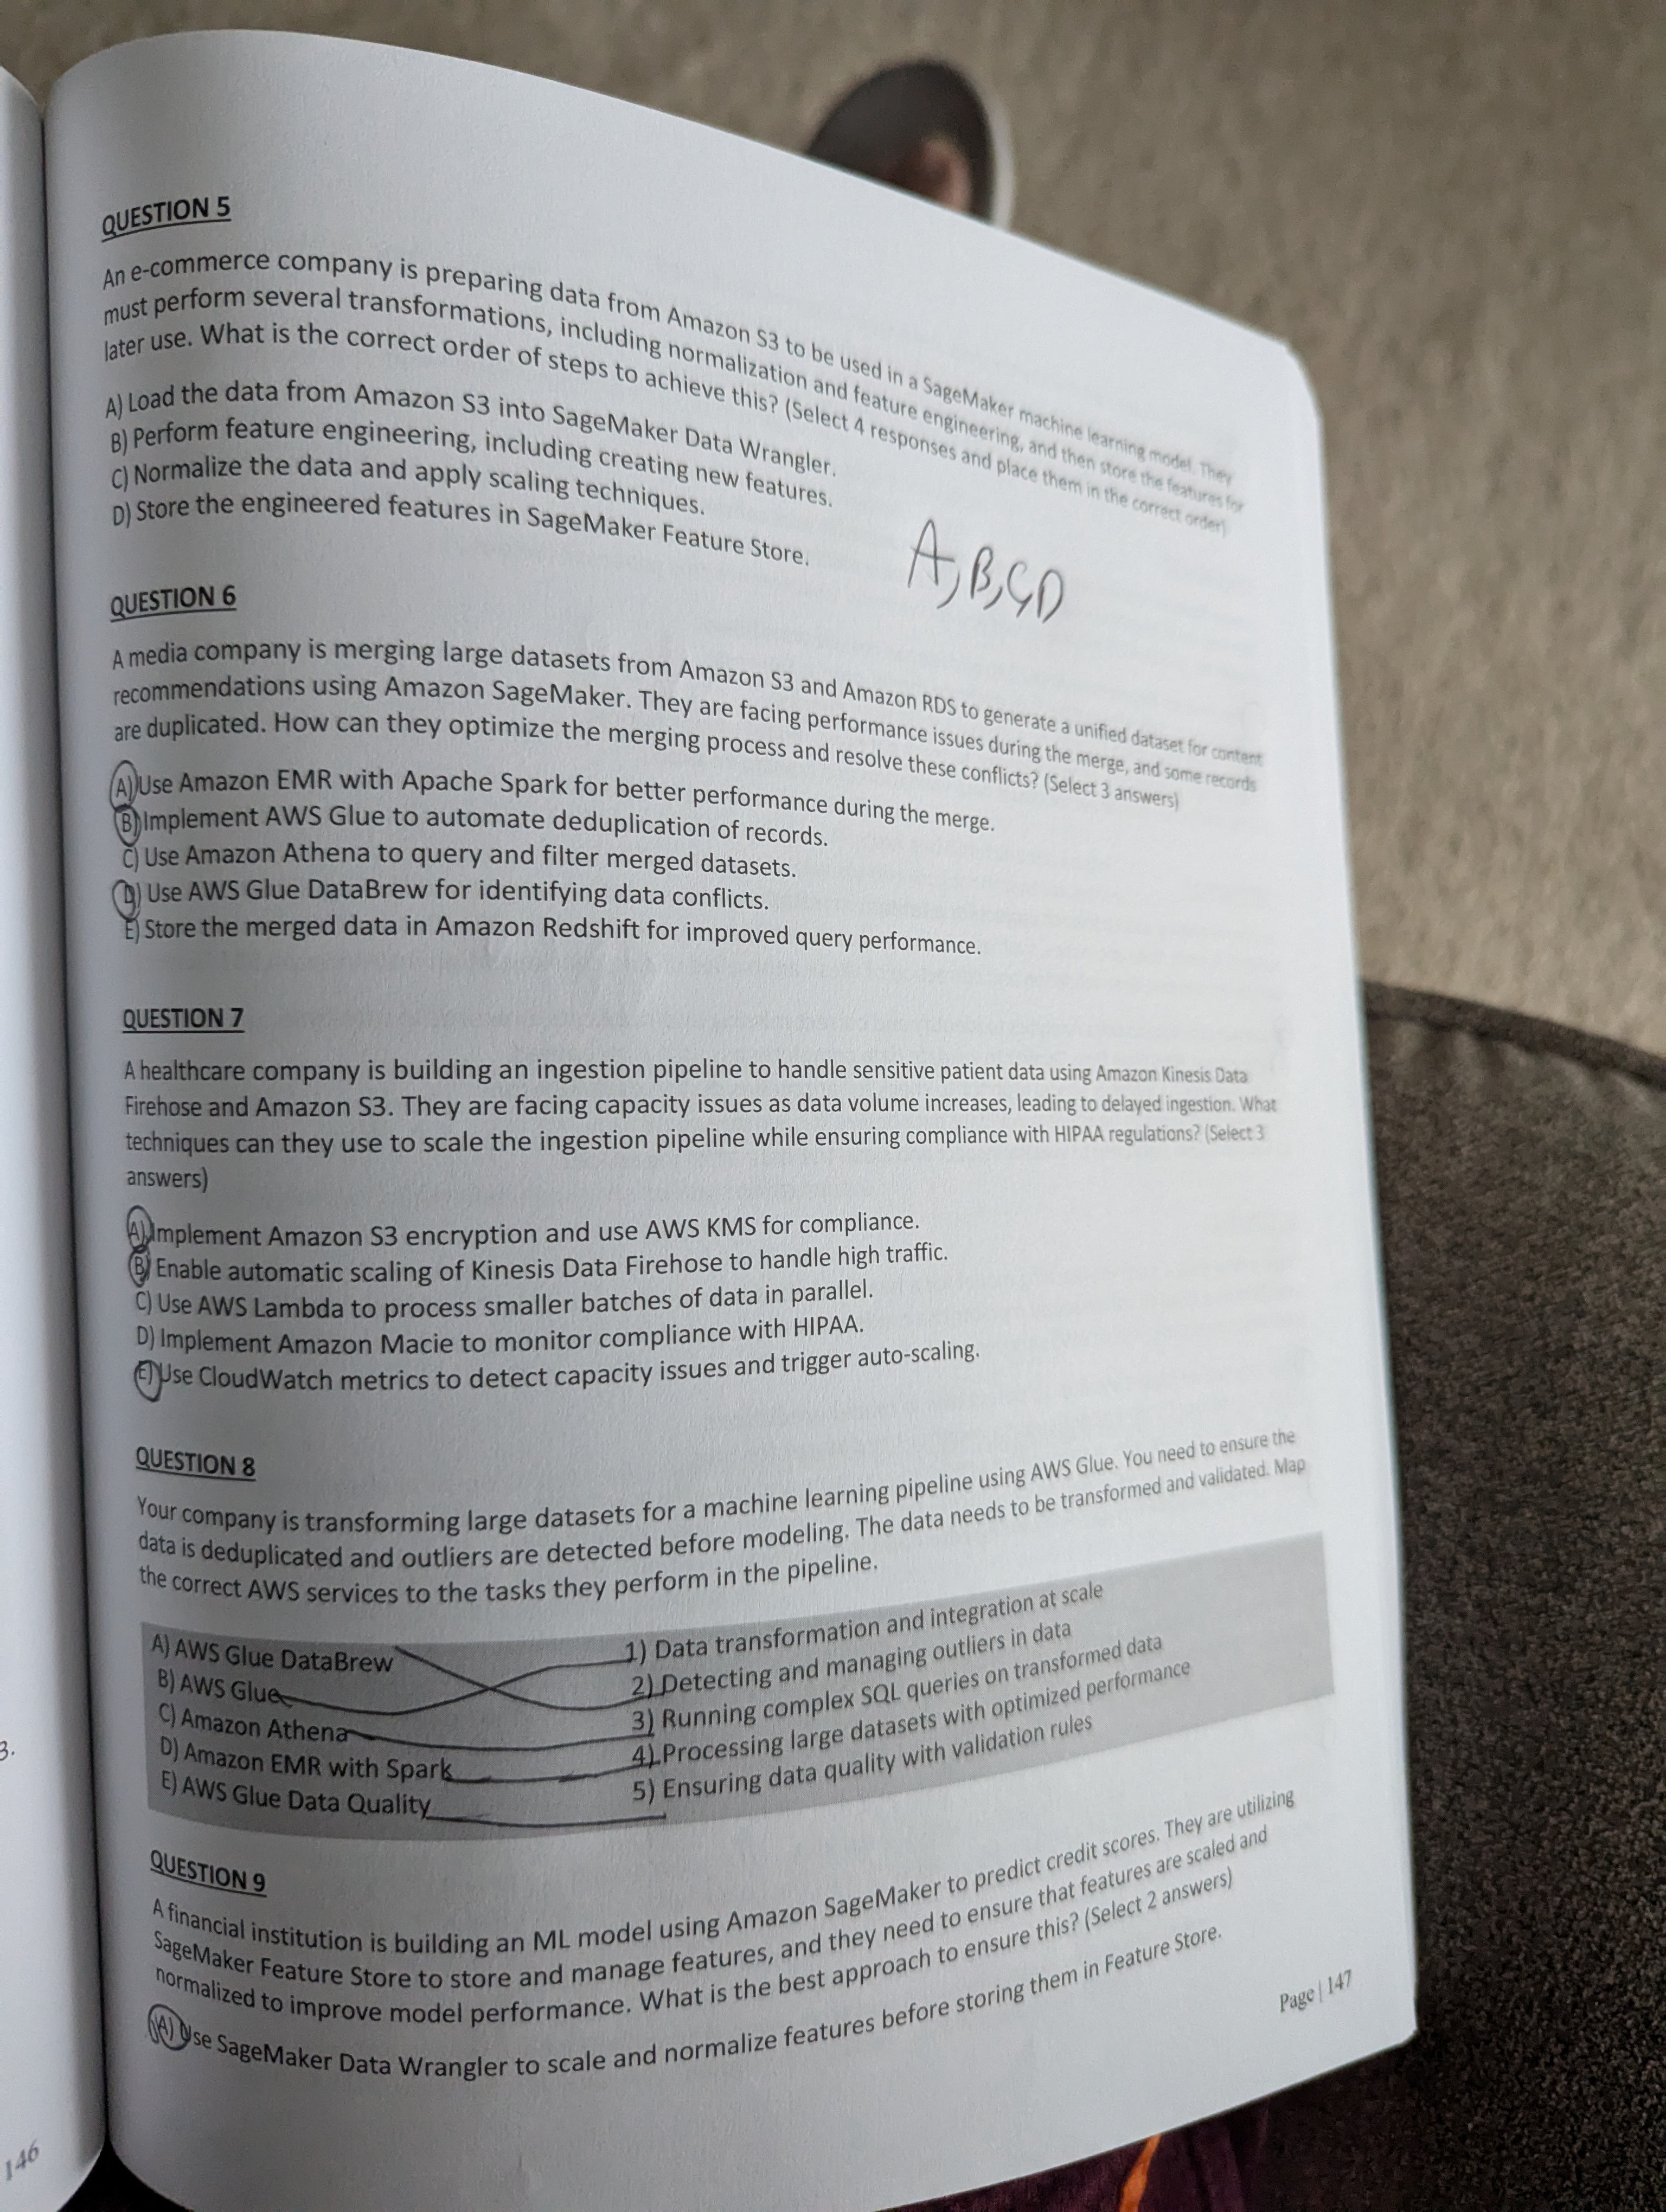 QUESTION 5
An e-commerce company is preparing data from Amazon S3 to be used in a SageMaker machine learning model. They
must perform several transformations, including normalization and feature engineering, and then store the features for
later use. What is the correct order of steps to achieve this? (Select 4 responses and place them in the correct order)
A) Load the data from Amazon S3 into SageMaker Data Wrangler.
B) Perform feature engineering, including creating new features.
C) Normalize the data and apply scaling techniques.
D) Store the engineered features in SageMaker Feature Store.
A,B,C,D
QUESTION 6
A media company is merging large datasets from Amazon S3 and Amazon RDS to generate a unified dataset for content
recommendations using Amazon SageMaker. They are facing performance issues during the merge, and some records
are duplicated. How can they optimize the merging process and resolve these conflicts? (Select 3 answers)
A) Use Amazon EMR with Apache Spark for better performance during the merge.
B) Implement AWS Glue to automate deduplication of records.
C) Use Amazon Athena to query and filter merged datasets.
D) Use AWS Glue DataBrew for identifying data conflicts.
E) Store the merged data in Amazon Redshift for improved query performance.
QUESTION 7
A healthcare company is building an ingestion pipeline to handle sensitive patient data using Amazon Kinesis Data
Firehose and Amazon S3. They are facing capacity issues as data volume increases, leading to delayed ingestion. What
techniques can they use to scale the ingestion pipeline while ensuring compliance with HIPAA regulations? (Select 3
answers)
A) Implement Amazon S3 encryption and use AWS KMS for compliance.
B) Enable automatic scaling of Kinesis Data Firehose to handle high traffic.
C) Use AWS Lambda to process smaller batches of data in parallel.
D) Implement Amazon Macie to monitor compliance with HIPAA.
E) Use CloudWatch metrics to detect capacity issues and trigger auto-scaling.
QUESTION 8
Your company is transforming large datasets for a machine learning pipeline using AWS Glue. You need to ensure the
data is deduplicated and outliers are detected before modeling. The data needs to be transformed and validated. Map
the correct AWS services to the tasks they perform in the pipeline.
A) AWS Glue DataBrew
B) AWS Glue
C) Amazon Athena
D) Amazon EMR with Spark
E) AWS Glue Data Quality
1) Data transformation and integration at scale
2) Detecting and managing outliers in data
3) Running complex SQL queries on transformed data
4) Processing large datasets with optimized performance
5) Ensuring data quality with validation rules
QUESTION 9
A financial institution is building an ML model using Amazon SageMaker to predict credit scores. They are utilizing
SageMaker Feature Store to store and manage features, and they need to ensure that features are scaled and
normalized to improve model performance. What is the best approach to ensure this? (Select 2 answers)
A) Use SageMaker Data Wrangler to scale and normalize features before storing them in Feature Store.
Page | 147
3.
146